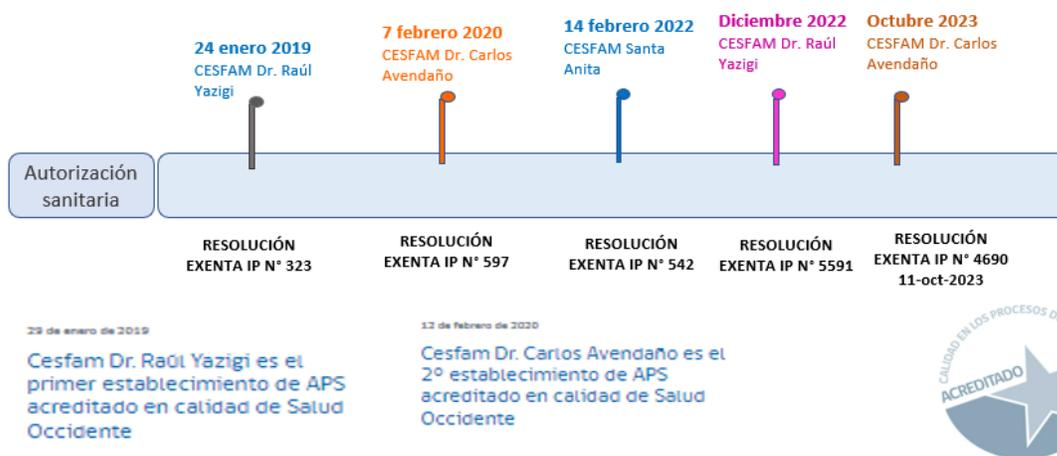 24 enero 2019
CESFAM Dr. Raúl
Yazigi
7 febrero 2020
CESFAM Dr. Carlos
Avendaño
14 febrero 2022
CESFAM Santa
Anita
Diciembre 2022
CESFAM Dr. Raúl
Yazigi
Octubre 2023
CESFAM Dr. Carlos
Avendaño
Autorización
sanitaria
RESOLUCIÓN
EXENTA IP N° 323
RESOLUCIÓN
EXENTA IP N° 597
RESOLUCIÓN
EXENTA IP N° 542
RESOLUCIÓN
EXENTA IP N° 5591
RESOLUCIÓN
EXENTA IP N° 4690
11-oct-2023
29 de enero de 2019
Cesfam Dr. Raúl Yazigi es el
primer establecimiento de APS
acreditado en calidad de Salud
Occidente
12 de febrero de 2020
Cesfam Dr. Carlos Avendaño es el
2º establecimiento de APS
acreditado en calidad de Salud
Occidente
CALIDAD EN LOS PROCESOS
ACREDITADO